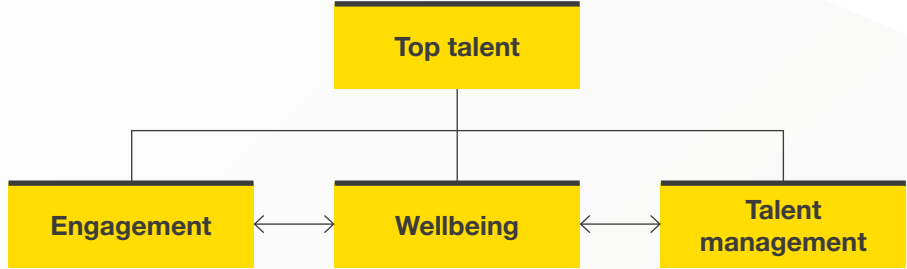 Top talent
Engagement
Wellbeing
Talent
management